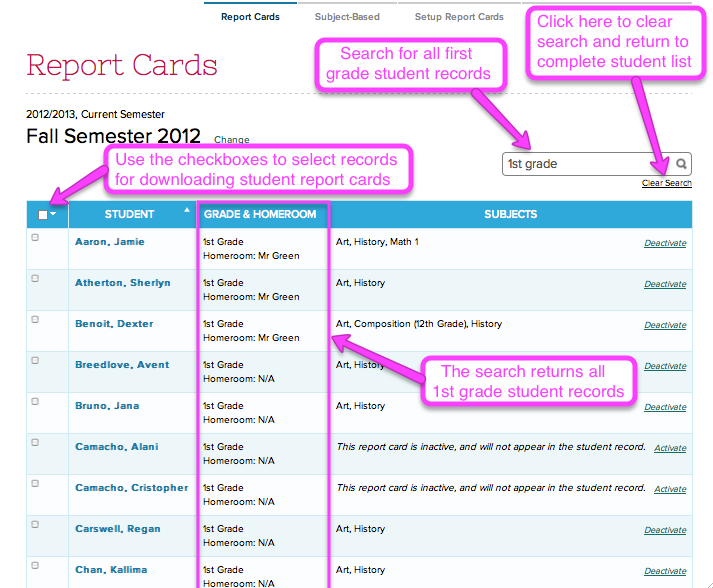 Report Cards
Subject-Based
Setup Report Cards
Click here to clear
search and return to
complete student list
Search for all first
grade student records
Report Cards
2012/2013, Current Semester
Fall Semester 2012 Change
Use the checkboxes to select records
for downloading student report cards
1st grade
Clear Search
STUDENT GRADE & HOMEROOM SUBJECTS
Aaron, Jamie 1st Grade Art, History, Math 1 Deactivate
Homeroom: Mr Green
Atherton, Sherlyn 1st Grade Art, History Deactivate
Homeroom: Mr Green
Benoit, Dexter 1st Grade Art, Composition (12th Grade), History Deactivate
Homeroom: Mr Green
Breedlove, Avent 1st Grade Art, History Deactivate
Homeroom: N/A
The search returns all
1st grade student records
Bruno, Jana 1st Grade Art, History Deactivate
Homeroom: N/A
Camacho, Alani 1st Grade This report card is inactive, and will not appear in the student record. Activate
Homeroom: N/A
Camacho, Cristopher 1st Grade This report card is inactive, and will not appear in the student record. Activate
Homeroom: N/A
Carswell, Regan 1st Grade Art, History Deactivate
Homeroom: N/A
Chan, Kallima 1st Grade Art, History Deactivate
Homeroom: N/A